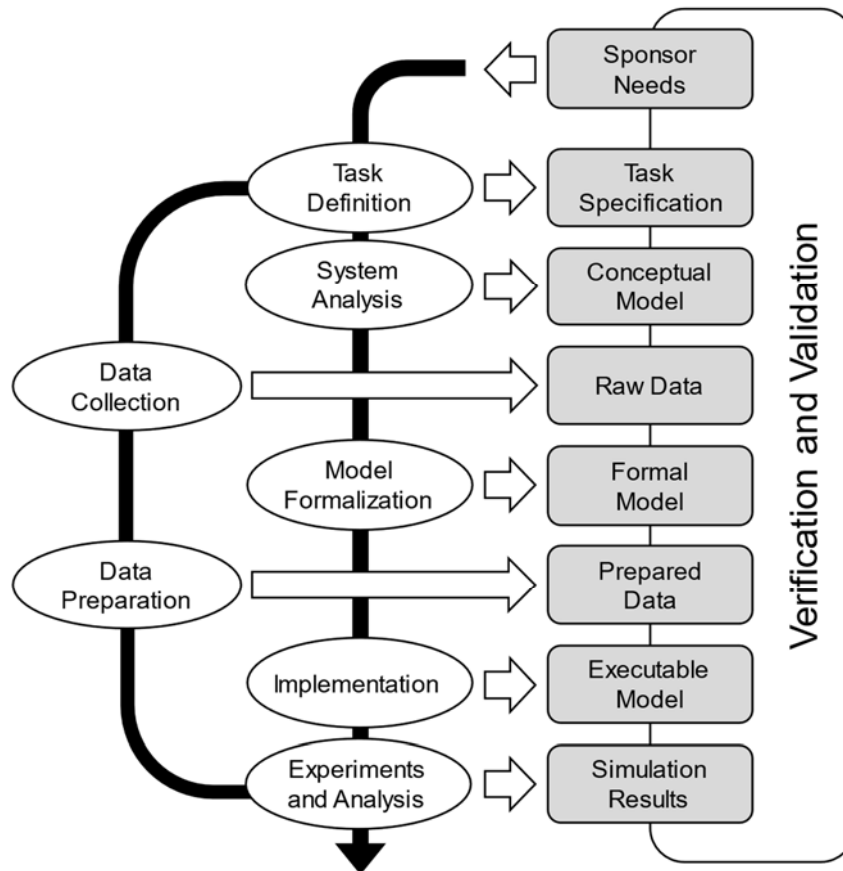 Sponsor
Needs
Task
Definition
Task
Specification
System
Analysis
Conceptual
Model
Data
Collection
Raw Data
Model
Formalization
Formal
Model
Data
Preparation
Prepared
Data
Implementation
Executable
Model
Experiments
and Analysis
Simulation
Results
Verification and Validation